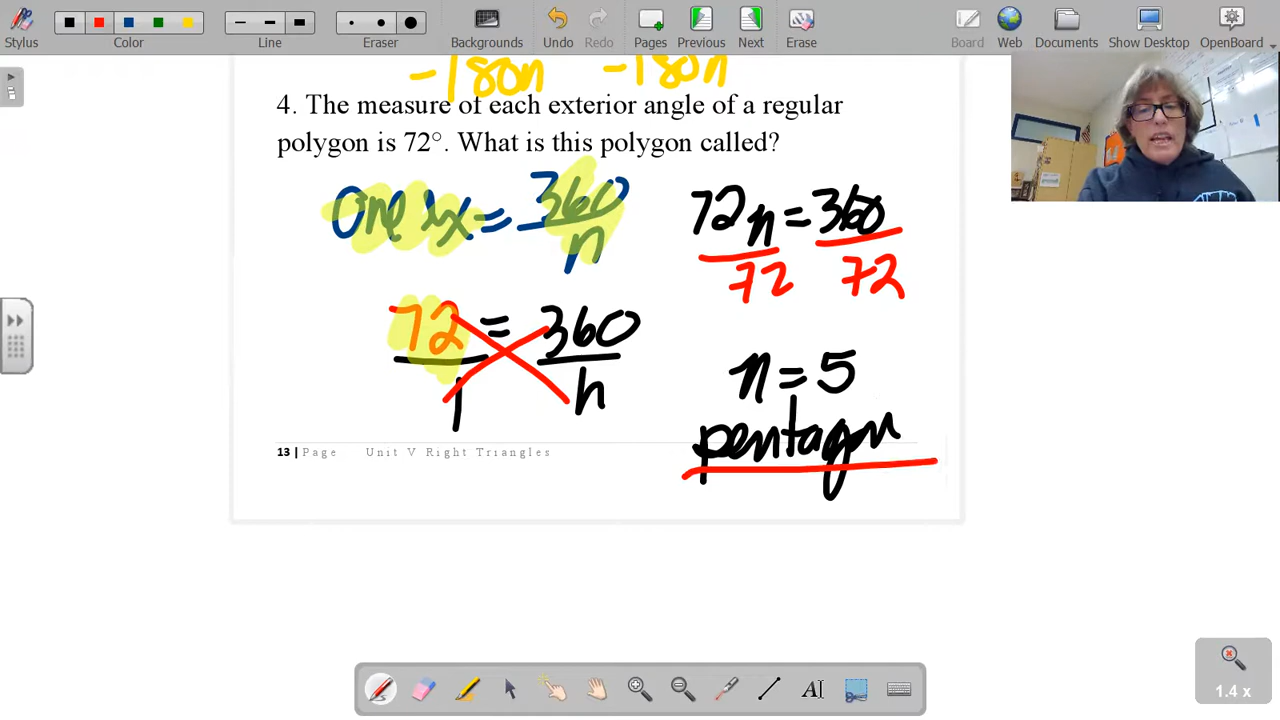 Stylus Color Line Eraser Backgrounds Undo Redo Pages Previous Next Erase Board Web Documents Show Desktop OpenBoard
-180n -180n
4. The measure of each exterior angle of a regular
polygon is 72°. What is this polygon called?
One Ex = 360/n
72n = 360
72 72
72/1 = 360/n
n = 5
pentagon
13 | Page Unit V Right Triangles
1.4 x